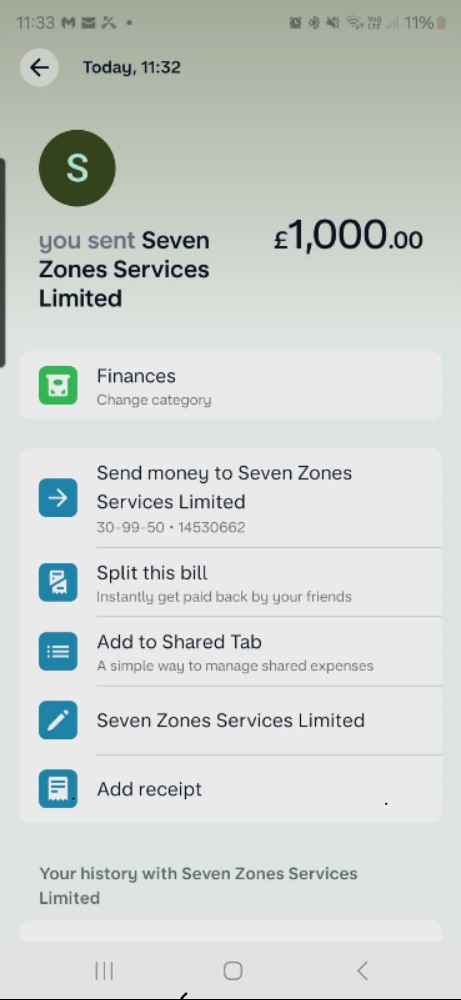 11:33
VoD LTE 11%
Today, 11:32
S
you sent Seven
£1,000.00
Zones Services
Limited
Finances
Change category
Send money to Seven Zones
Services Limited
30-99-50 • 14530662
Split this bill
Instantly get paid back by your friends
Add to Shared Tab
A simple way to manage shared expenses
Seven Zones Services Limited
Add receipt
Your history with Seven Zones Services
Limited